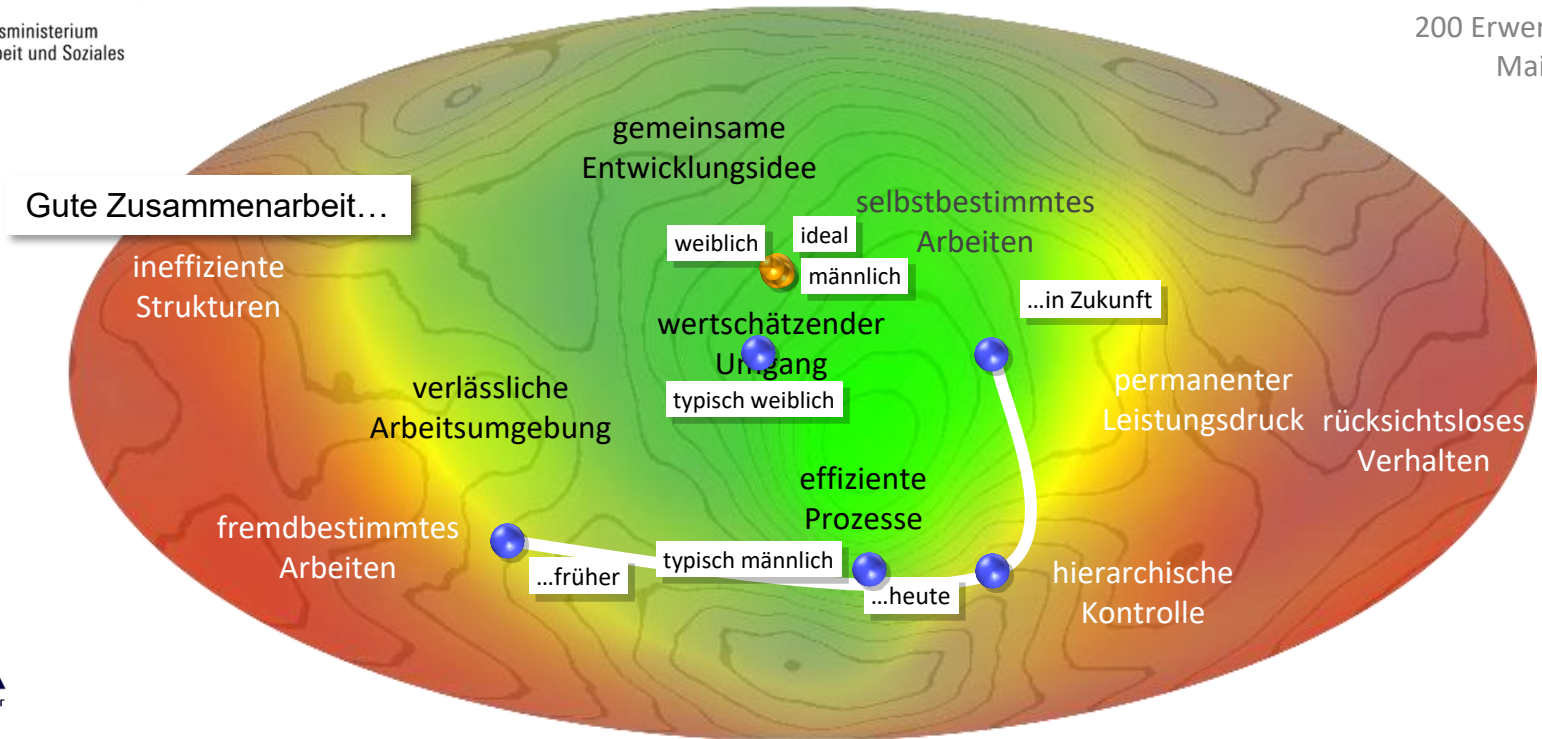 sministerium
eit und Soziales
200 Erwer
Mai
gemeinsame
Entwicklungsidee
Gute Zusammenarbeit…
selbstbestimmtes
Arbeiten
weiblich
ideal
männlich
ineffiziente
Strukturen
...in Zukunft
wertschätzender
Umgang
typisch weiblich
verlässliche
Arbeitsumgebung
permanenter
Leistungsdruck
rücksichtsloses
Verhalten
effiziente
Prozesse
fremdbestimmtes
Arbeiten
...früher
typisch männlich
...heute
hierarchische
Kontrolle
r